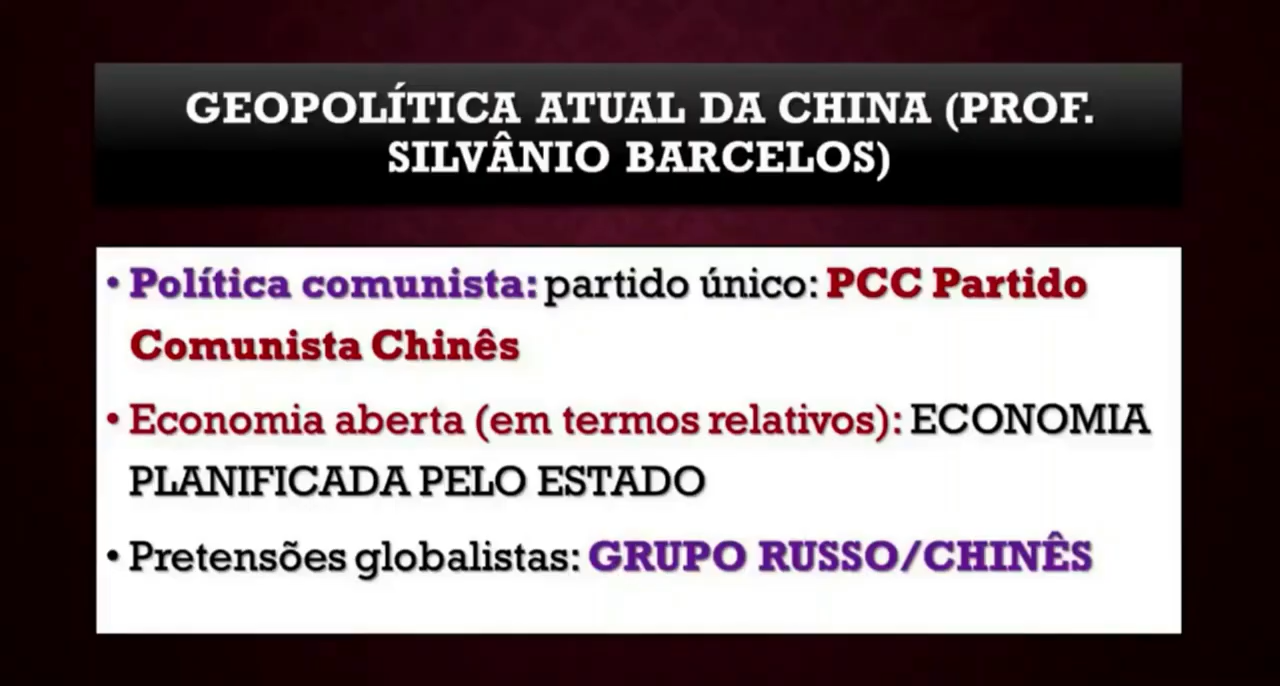 GEOPOLÍTICA ATUAL DA CHINA (PROF.
SILVÂNIO BARCELOS)
• Política comunista: partido único: PCC Partido
Comunista Chinês
• Economia aberta (em termos relativos): ECONOMIA
PLANIFICADA PELO ESTADO
• Pretensões globalistas: GRUPO RUSSO/CHINÊS